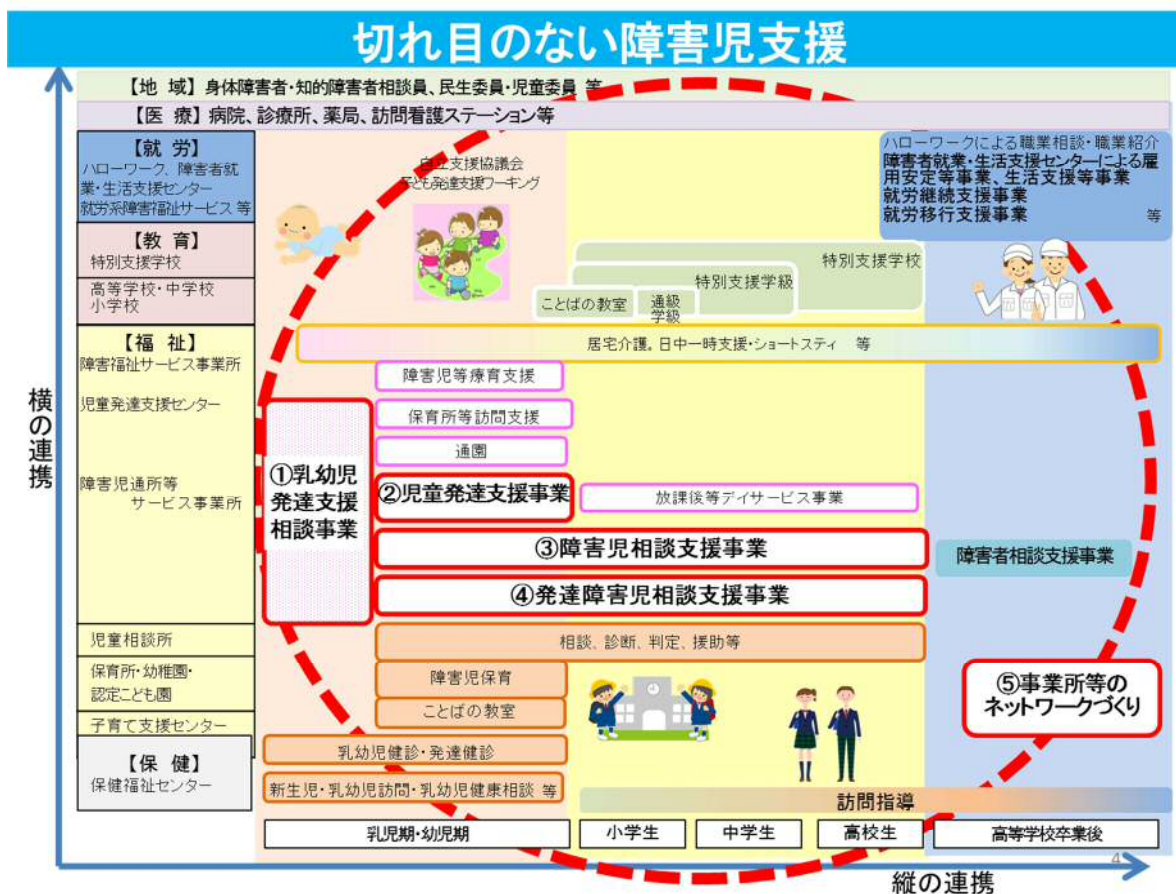 切れ目のない障害児支援
【地 域】身体障害者・知的障害者相談員、民生委員・児童委員 等
【医 療】病院、診療所、薬局、訪問看護ステーション等
【就 労】
ハローワーク、障害者就
業・生活支援センター
就労系障害福祉サービス等
自立支援協議会
子ども発達支援ワーキング
ハローワークによる職業相談・職業紹介
障害者就業・生活支援センターによる雇
用安定等事業、生活支援等事業
就労継続支援事業
就労移行支援事業 等
【教 育】
特別支援学校
高等学校・中学校
小学校
特別支援学校
特別支援学級
ことばの教室
通級
学級
【福 祉】
障害福祉サービス事業所
児童発達支援センター
障害児通所等
サービス事業所
居宅介護。日中一時支援・ショートスティ 等
障害児等療育支援
保育所等訪問支援
通園
①乳幼児
発達支援
相談事業
②児童発達支援事業
放課後等デイサービス事業
③障害児相談支援事業
障害者相談支援事業
④発達障害児相談支援事業
児童相談所
相談、診断、判定、援助等
保育所・幼稚園・
認定こども園
障害児保育
ことばの教室
⑤事業所等の
ネットワークづくり
子育て支援センター
【保 健】
保健福祉センター
乳幼児健診・発達健診
新生児・乳幼児訪問・乳幼児健康相談 等
訪問指導
乳児期・幼児期
小学生
中学生
高校生
高等学校卒業後
4
横の連携
縦の連携